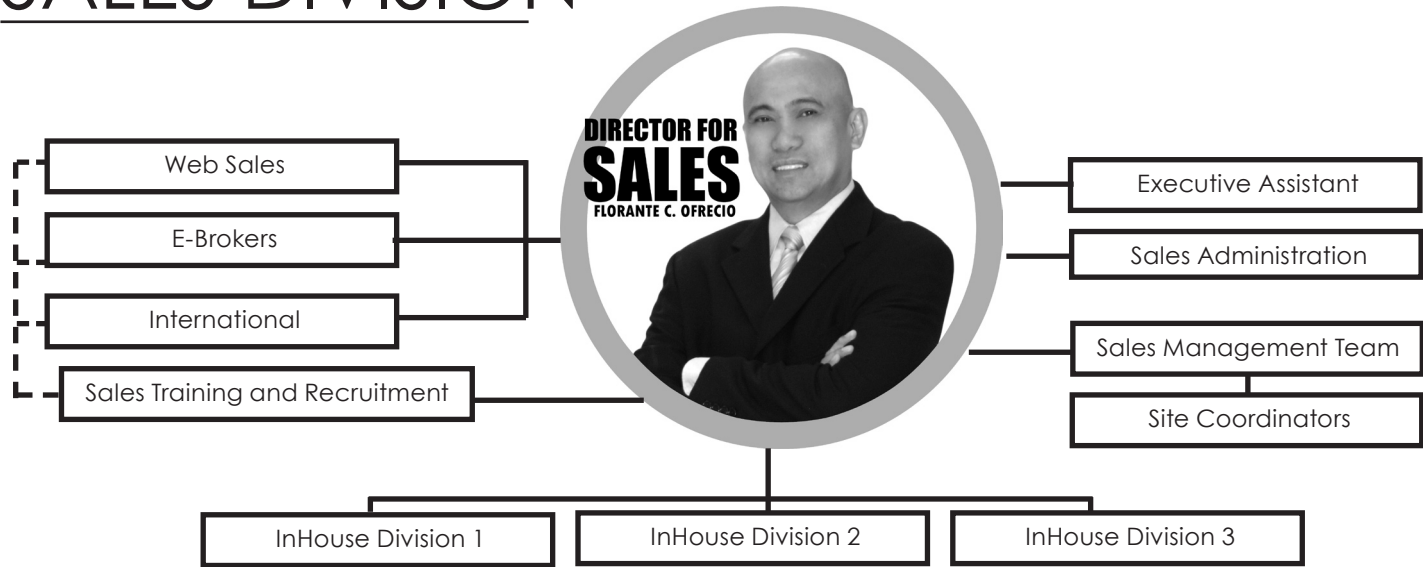 SALES DIVISION
DIRECTOR FOR
SALES
FLORANTE C. OFRECIO
Web Sales
E-Brokers
International
Sales Training and Recruitment
Executive Assistant
Sales Administration
Sales Management Team
Site Coordinators
InHouse Division 1
InHouse Division 2
InHouse Division 3